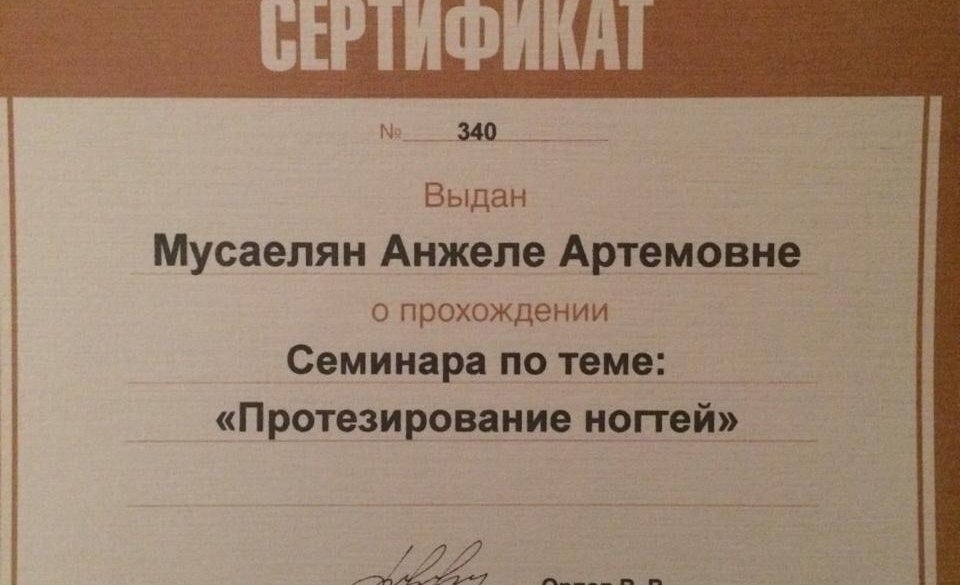 СЕРТИФИКАТ
№ 340
Выдан
Мусаелян Анжеле Артемовне
о прохождении
Семинара по теме:
«Протезирование ногтей»